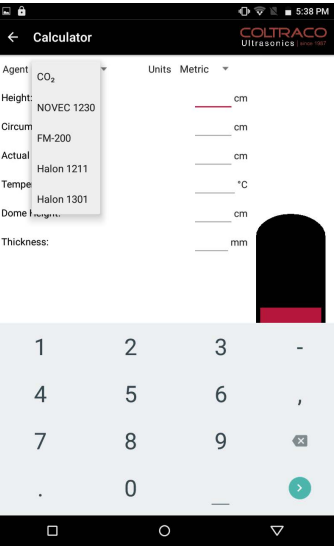 5:38 PM
Calculator
COLTRACO
Ultrasonics | since 1987
Agent
Units Metric
CO₂
NOVEC 1230
FM-200
Halon 1211
Halon 1301
Height: cm
Circum cm
Actual cm
Tempe °C
Dome Height: cm
Thickness: mm
1 2 3 -
4 5 6 ,
7 8 9
. 0 _